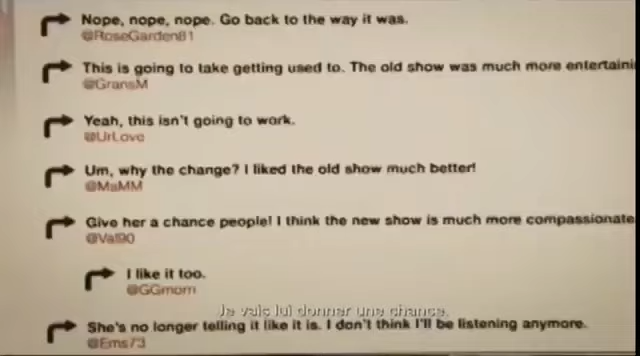 Nope, nope, nope. Go back to the way it was.
@RoseGarden81
This is going to take getting used to. The old show was much more entertaini
@GransM
Yeah, this isn't going to work.
@UrLove
Um, why the change? I liked the old show much better!
@MaMM
Give her a chance people! I think the new show is much more compassionate
@Val90
I like it too.
@GGmom
Je vais lui donner une chance.
She's no longer telling it like it is. I don't think I'll be listening anymore.
@Ems73